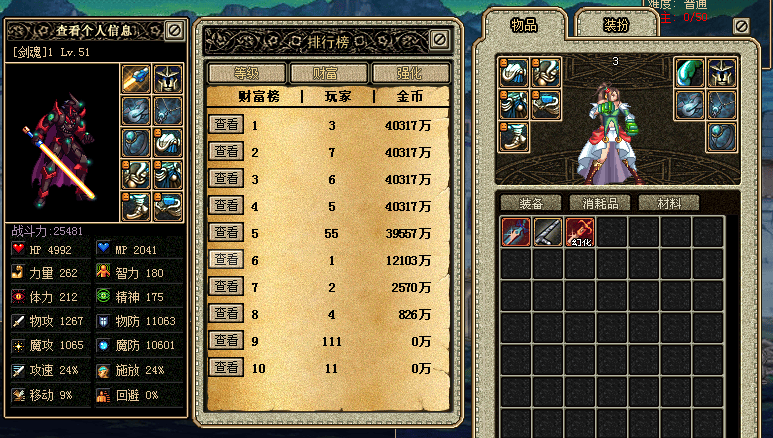 查看个人信息
[剑魂]1 Lv.51
战斗力:25481
HP 4992 MP 2041
力量 262 智力 180
体力 212 精神 175
物攻 1267 物防 11063
魔攻 1065 魔防 10601
攻速 24% 施放 24%
移动 9% 回避 0%
排行榜
等级 财富 强化
财富榜 | 玩家 | 金币
查看 1 3 40317万
查看 2 7 40317万
查看 3 6 40317万
查看 4 5 40317万
查看 5 55 39557万
查看 6 1 12103万
查看 7 2 2570万
查看 8 4 826万
查看 9 111 0万
查看 10 11 0万
难度: 普通
王: 0/50
物品 装扮
3
装备 消耗品 材料
幻化